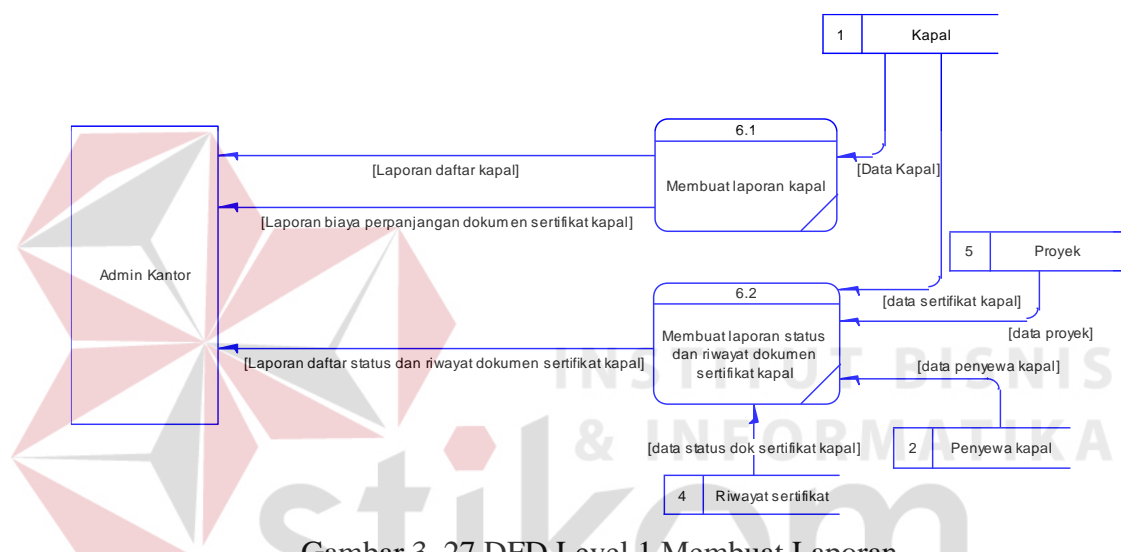 1 Kapal
6.1
[Laporan daftar kapal]
[Data Kapal]
Membuat laporan kapal
[Laporan biaya perpanjangan dokumen sertifikat kapal]
5 Proyek
Admin Kantor
6.2
[data sertifikat kapal]
Membuat laporan status
dan riwayat dokumen
sertifikat kapal
[data proyek]
[Laporan daftar status dan riwayat dokumen sertifikat kapal]
[data penyewa kapal]
INSTITUT BISNIS
& INFORMATIKA
[data status dok sertifikat kapal]
2 Penyewa kapal
4 Riwayat sertifikat
stikom
Gambar 3. 27 DFD Level 1 Membuat Laporan